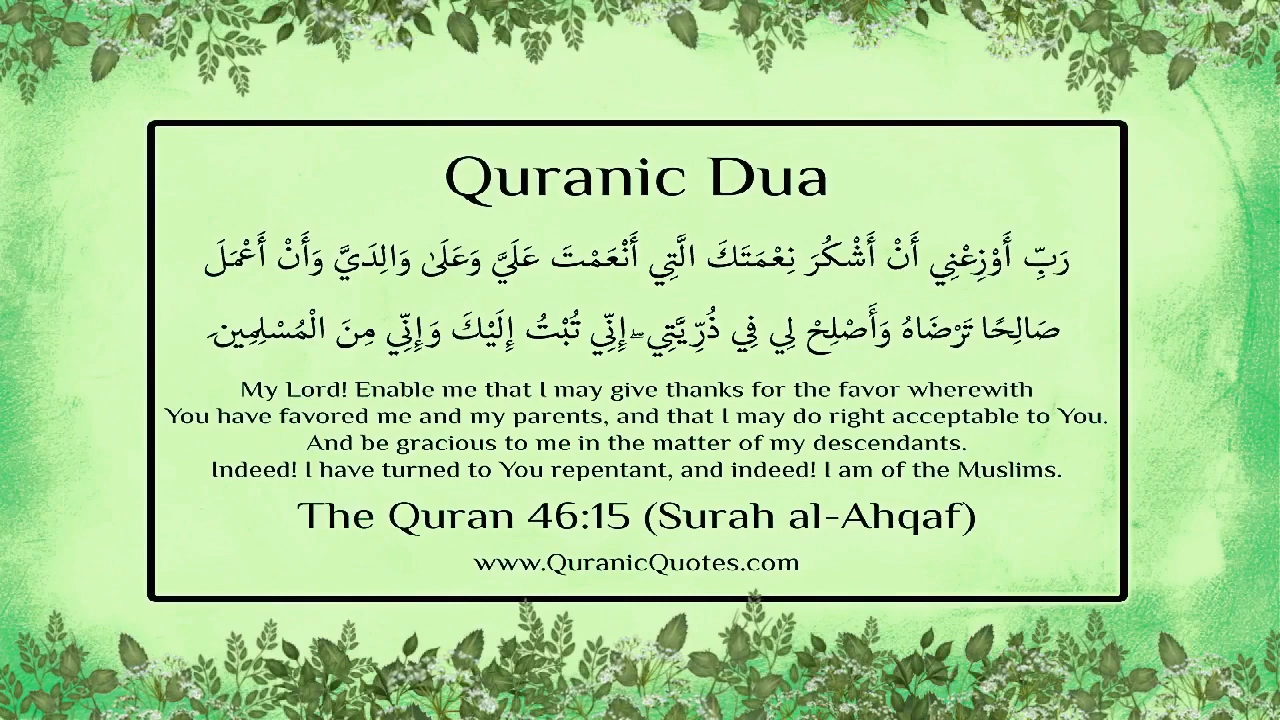 Quranic Dua
رَبِّ أَوْزِعْنِي أَنْ أَشْكُرَ نِعْمَتَكَ الَّتِي أَنْعَمْتَ عَلَيَّ وَعَلَىٰ وَالِدَيَّ وَأَنْ أَعْمَلَ
صَالِحًا تَرْضَاهُ وَأَصْلِحْ لِي فِي ذُرِّيَّتِي ۖ إِنِّي تُبْتُ إِلَيْكَ وَإِنِّي مِنَ الْمُسْلِمِين.
My Lord! Enable me that I may give thanks for the favor wherewith
You have favored me and my parents, and that I may do right acceptable to You.
And be gracious to me in the matter of my descendants.
Indeed! I have turned to You repentant, and indeed! I am of the Muslims.
The Quran 46:15 (Surah al-Ahqaf)
www.QuranicQuotes.com